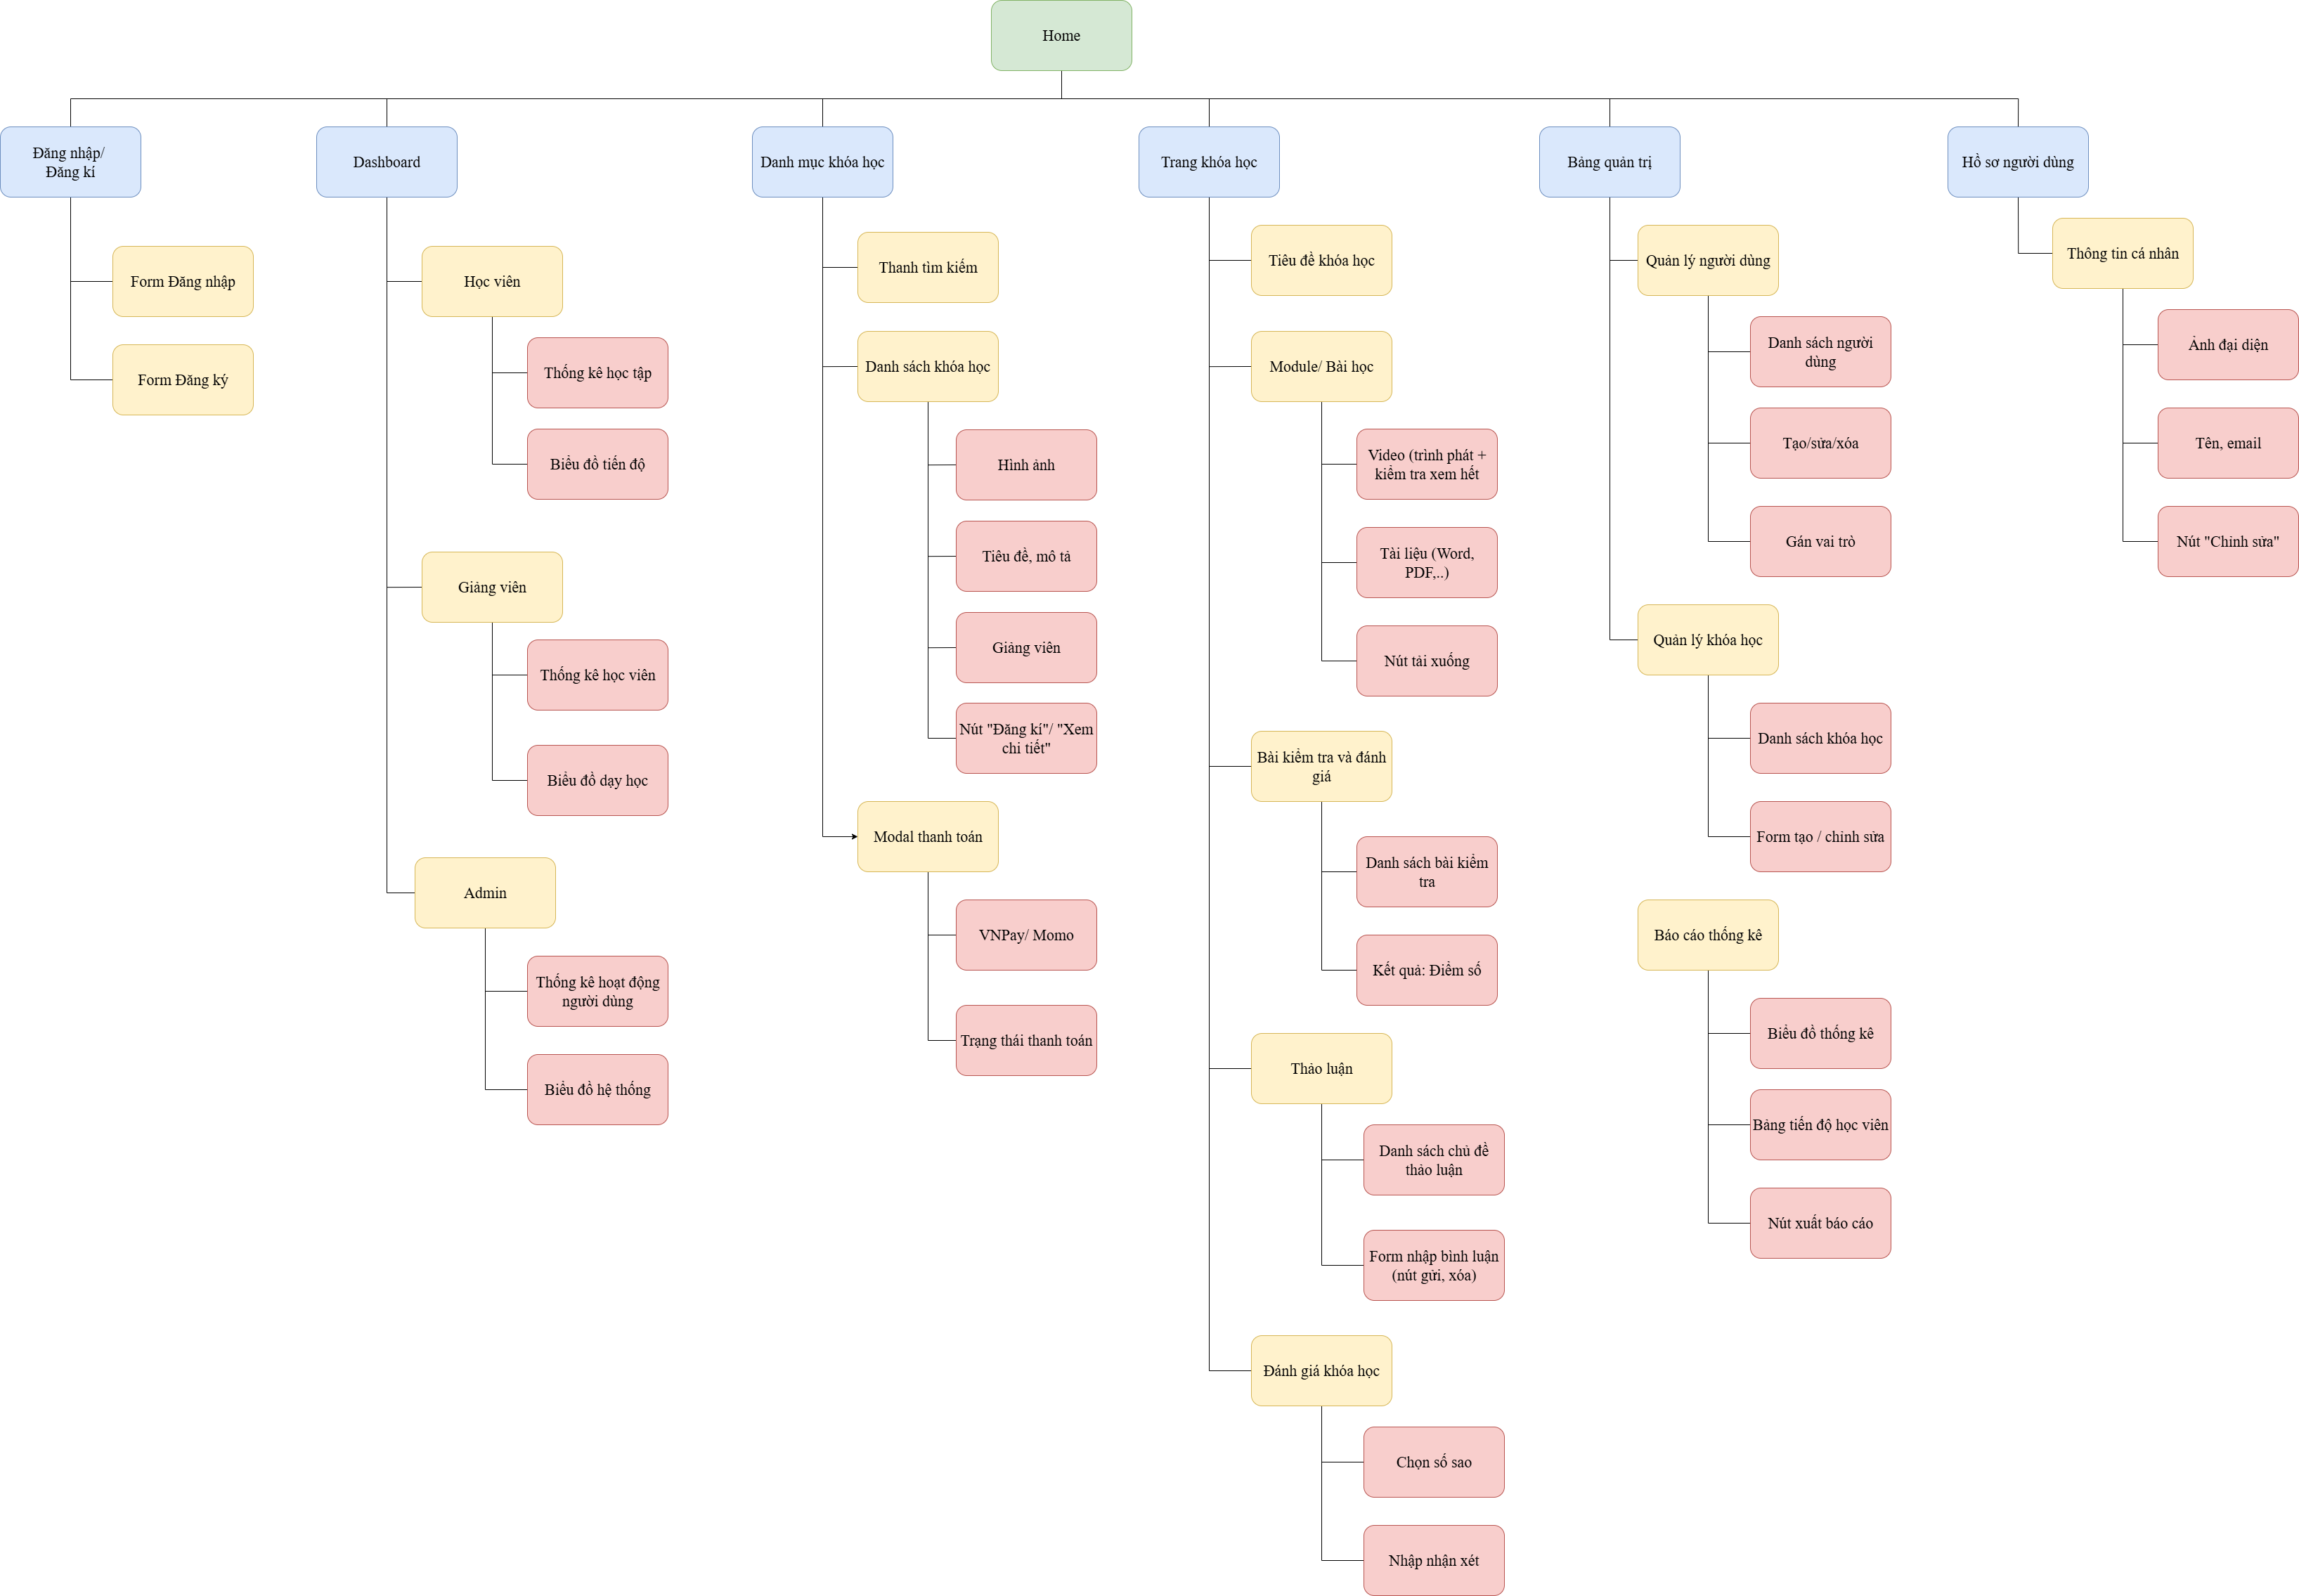 Home
Đăng nhập/
Đăng kí
Form Đăng nhập
Form Đăng ký
Dashboard
Học viên
Thống kê học tập
Biểu đồ tiến độ
Giảng viên
Thống kê học viên
Biểu đồ dạy học
Admin
Thống kê hoạt động
người dùng
Biểu đồ hệ thống
Danh mục khóa học
Thanh tìm kiếm
Danh sách khóa học
Hình ảnh
Tiêu đề, mô tả
Giảng viên
Nút "Đăng kí"/ "Xem
chi tiết"
Modal thanh toán
VNPay/ Momo
Trạng thái thanh toán
Trang khóa học
Tiêu đề khóa học
Module/ Bài học
Video (trình phát +
kiểm tra xem hết
Tài liệu (Word,
PDF,..)
Nút tải xuống
Bài kiểm tra và đánh
giá
Danh sách bài kiểm
tra
Kết quả: Điểm số
Thảo luận
Danh sách chủ đề
thảo luận
Form nhập bình luận
(nút gửi, xóa)
Đánh giá khóa học
Chọn số sao
Nhập nhận xét
Bảng quản trị
Quản lý người dùng
Danh sách người
dùng
Tạo/sửa/xóa
Gán vai trò
Quản lý khóa học
Danh sách khóa học
Form tạo / chỉnh sửa
Báo cáo thống kê
Biểu đồ thống kê
Bảng tiến độ học viên
Nút xuất báo cáo
Hồ sơ người dùng
Thông tin cá nhân
Ảnh đại diện
Tên, email
Nút "Chỉnh sửa"